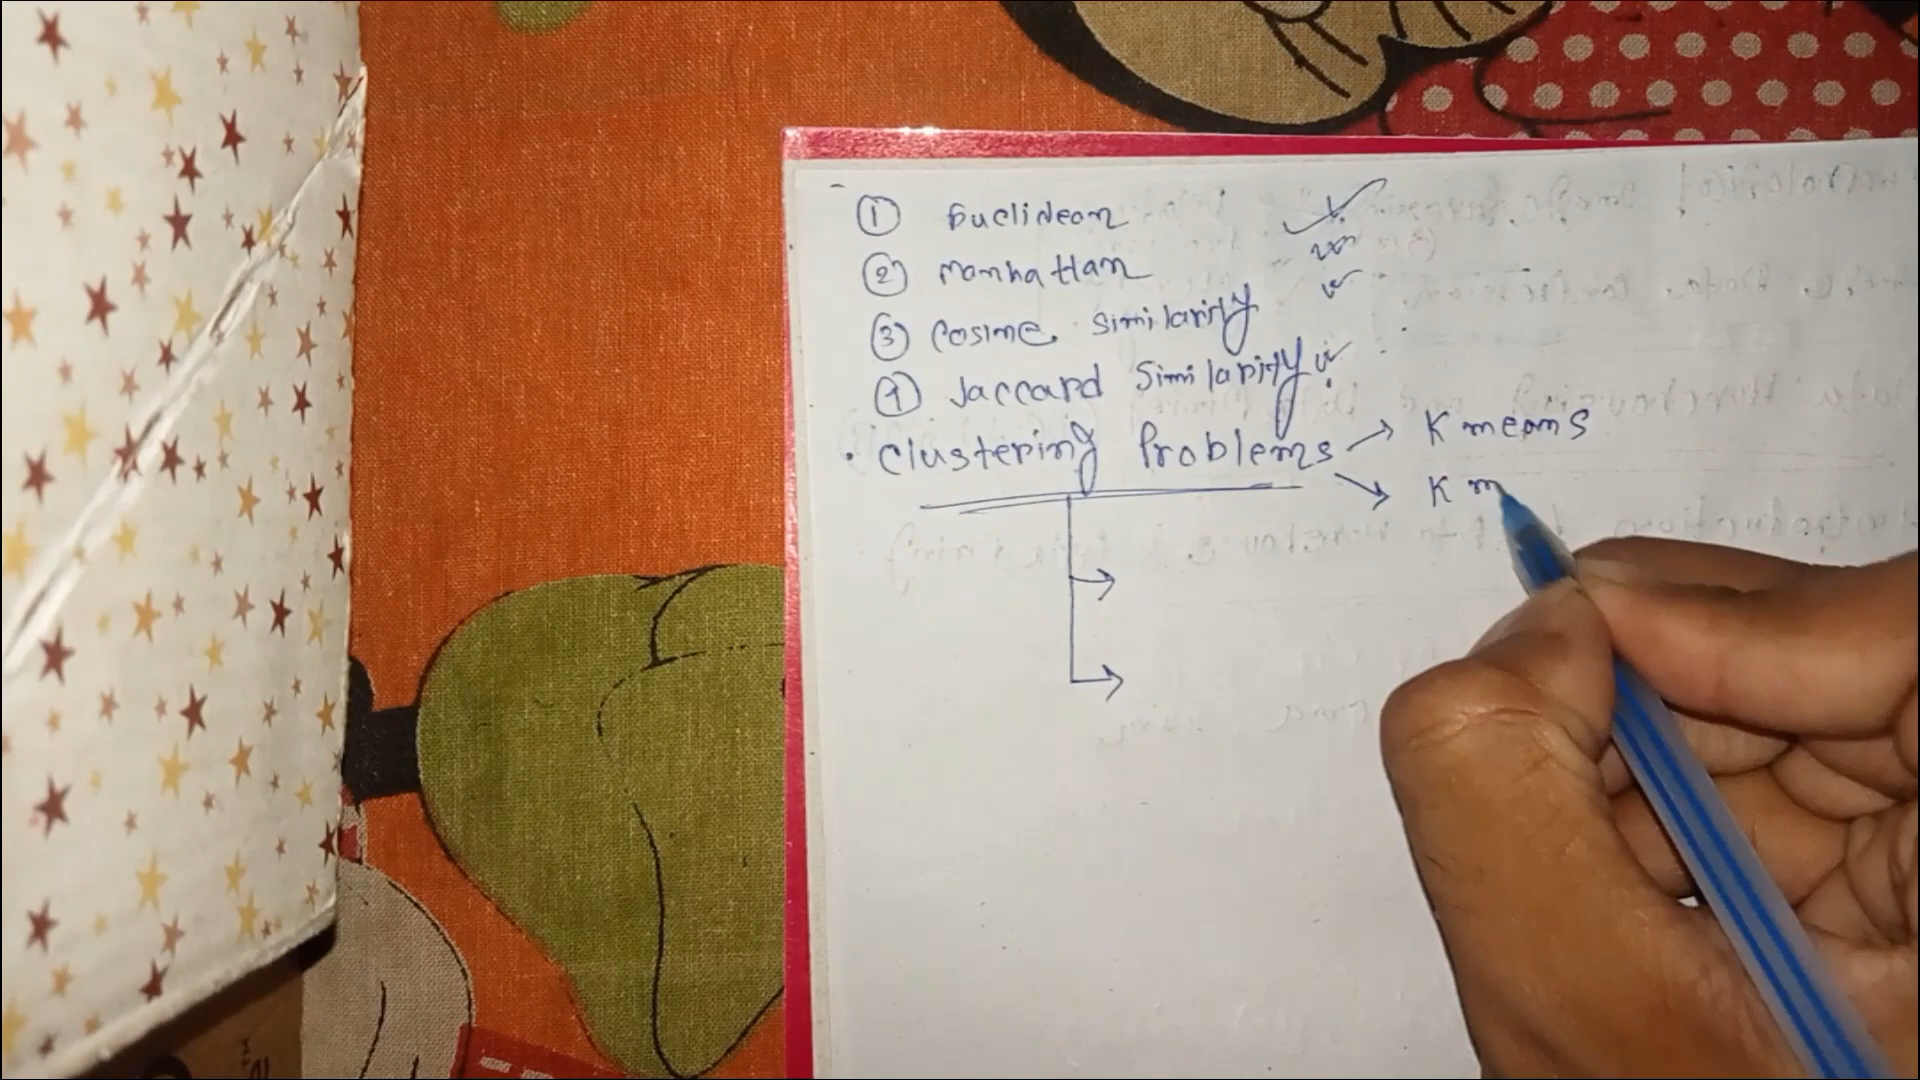 ① Euclidean
② Manhattan
③ Cosine Similarity
④ Jaccard Similarity
Clustering Problems → K means
→ K m